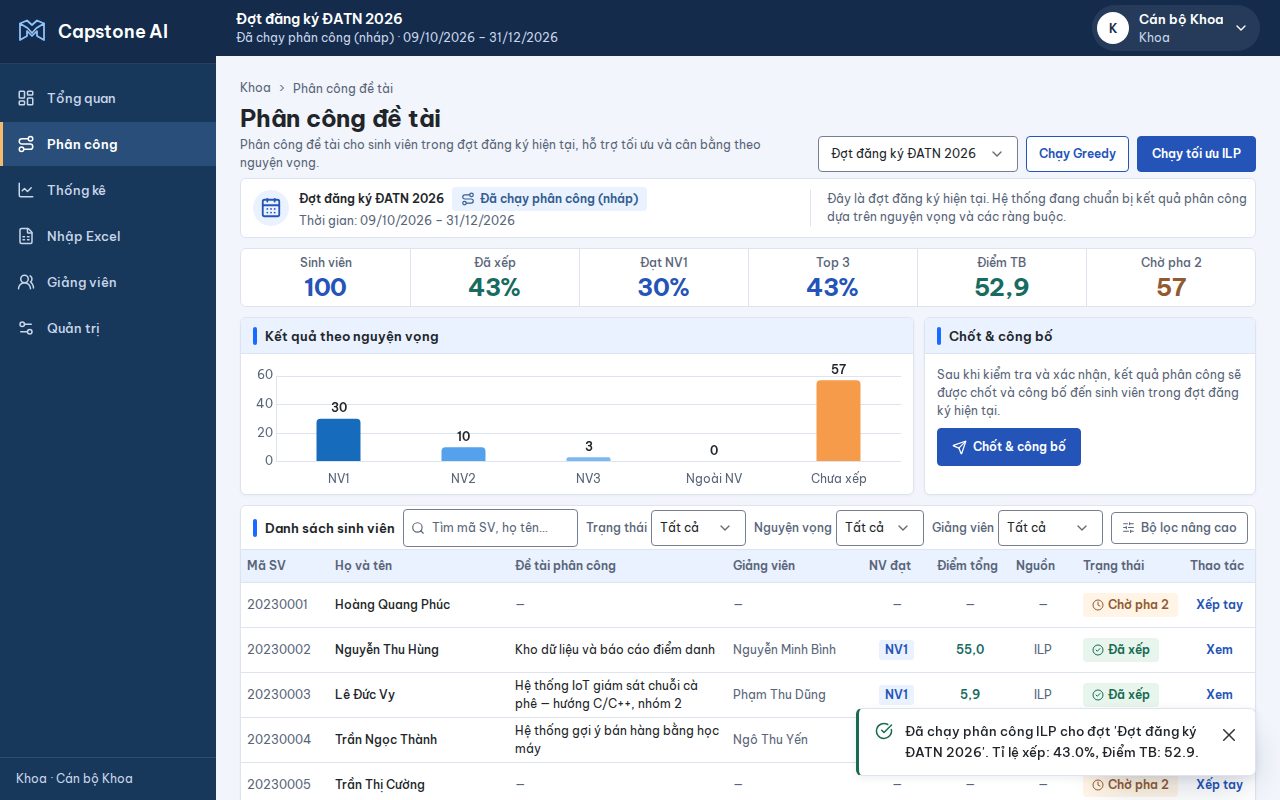 Capstone AI
Đợt đăng ký ĐATN 2026
Đã chạy phân công (nháp) · 09/10/2026 – 31/12/2026
K
Cán bộ Khoa
Khoa
Tổng quan
Phân công
Thống kê
Nhập Excel
Giảng viên
Quản trị
Khoa · Cán bộ Khoa
Khoa > Phân công đề tài
Phân công đề tài
Phân công đề tài cho sinh viên trong đợt đăng ký hiện tại, hỗ trợ tối ưu và cân bằng theo
nguyện vọng.
Đợt đăng ký ĐATN 2026
Chạy Greedy
Chạy tối ưu ILP
Đợt đăng ký ĐATN 2026
Đã chạy phân công (nháp)
Thời gian: 09/10/2026 – 31/12/2026
Đây là đợt đăng ký hiện tại. Hệ thống đang chuẩn bị kết quả phân công
dựa trên nguyện vọng và các ràng buộc.
Sinh viên
100
Đã xếp
43%
Đạt NV1
30%
Top 3
43%
Điểm TB
52,9
Chờ pha 2
57
Kết quả theo nguyện vọng
60
40
20
0
30
10
3
0
57
NV1
NV2
NV3
Ngoài NV
Chưa xếp
Chốt & công bố
Sau khi kiểm tra và xác nhận, kết quả phân công sẽ
được chốt và công bố đến sinh viên trong đợt đăng
ký hiện tại.
Chốt & công bố
Danh sách sinh viên
Tìm mã SV, họ tên...
Trạng thái
Tất cả
Nguyện vọng
Tất cả
Giảng viên
Tất cả
Bộ lọc nâng cao
Mã SV Họ và tên Đề tài phân công Giảng viên NV đạt Điểm tổng Nguồn Trạng thái Thao tác
20230001 Hoàng Quang Phúc – – – – – Chờ pha 2 Xếp tay
20230002 Nguyễn Thu Hùng Kho dữ liệu và báo cáo điểm danh Nguyễn Minh Bình NV1 55,0 ILP Đã xếp Xem
20230003 Lê Đức Vy Hệ thống IoT giám sát chuỗi cà
phê – hướng C/C++, nhóm 2 Phạm Thu Dũng NV1 5,9 ILP Đã xếp Xem
20230004 Trần Ngọc Thành Hệ thống gợi ý bán hàng bằng học
máy Ngô Thu Yến
20230005 Trần Thị Cường – – Chờ pha 2 Xếp tay
Đã chạy phân công ILP cho đợt 'Đợt đăng ký
ĐATN 2026'. Tỉ lệ xếp: 43.0%, Điểm TB: 52.9.